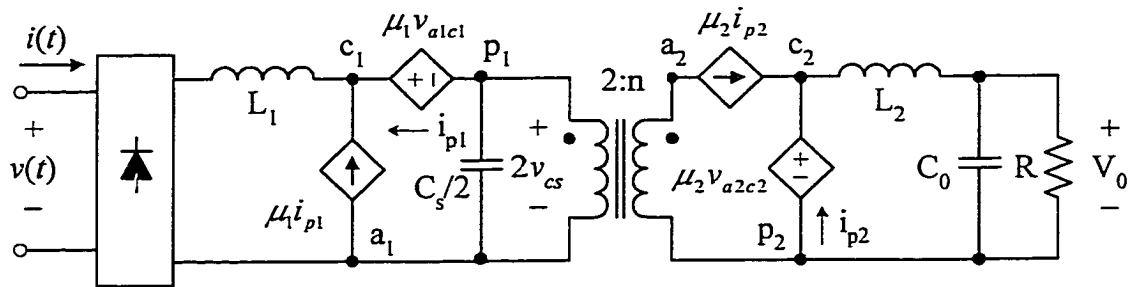 i(t)
+
v(t)
−
L₁
c₁
μ₁v_{a1c1}
+ −
p₁
i_{p1}
μ₁i_{p1}
a₁
C_s/2
+
2v_{cs}
−
2:n
a₂
μ₂i_{p2}
c₂
μ₂v_{a2c2}
+
−
p₂
i_{p2}
L₂
C₀
R
+
V₀
−